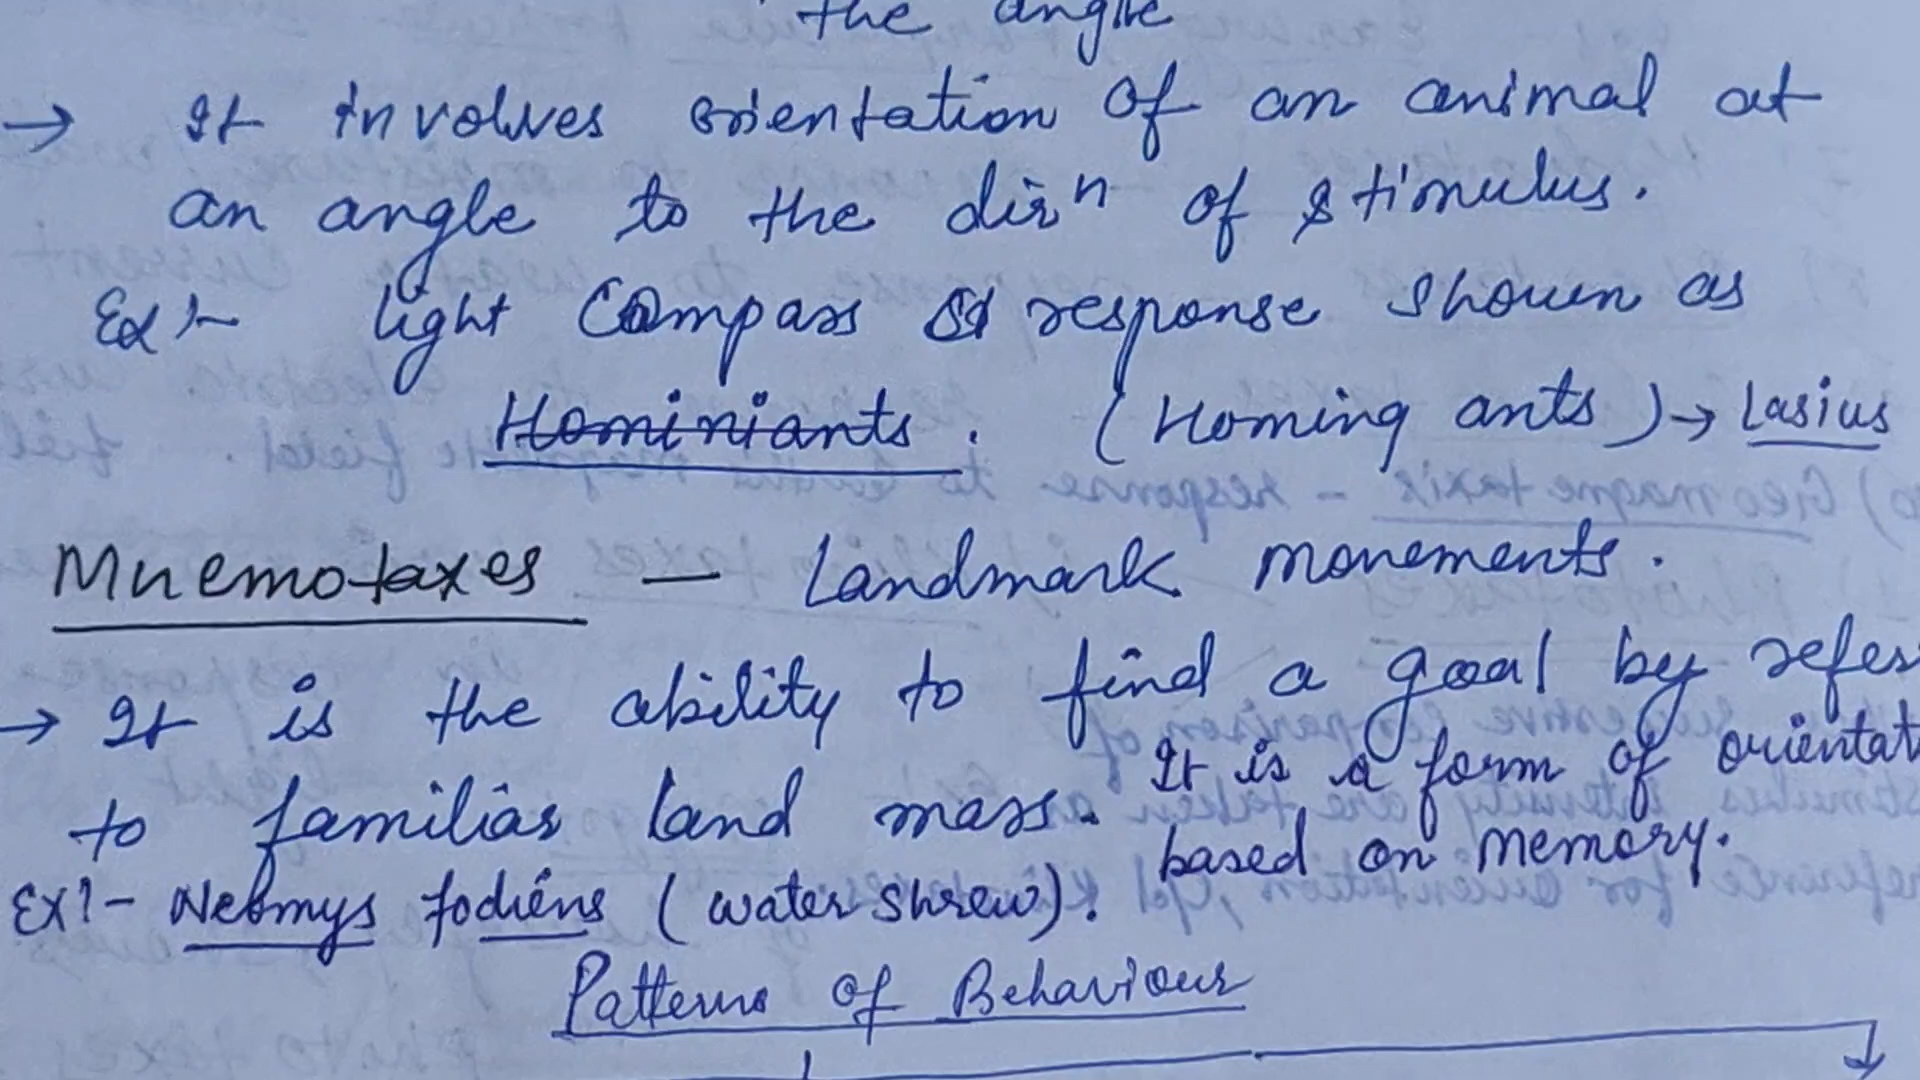 the angle
→ It involves orientation of an animal at
an angle to the dirⁿ of stimulus.
Ex:- light compass response shown as
Hominiants. (Homing ants) → Lasius
Mnemotaxes — Landmark movements.
→ It is the ability to find a goal by refer
to familiar land mass. It is a form of orientat
based on memory.
Ex:- Neomys fodiens (water shrew).
Patterns of Behaviour